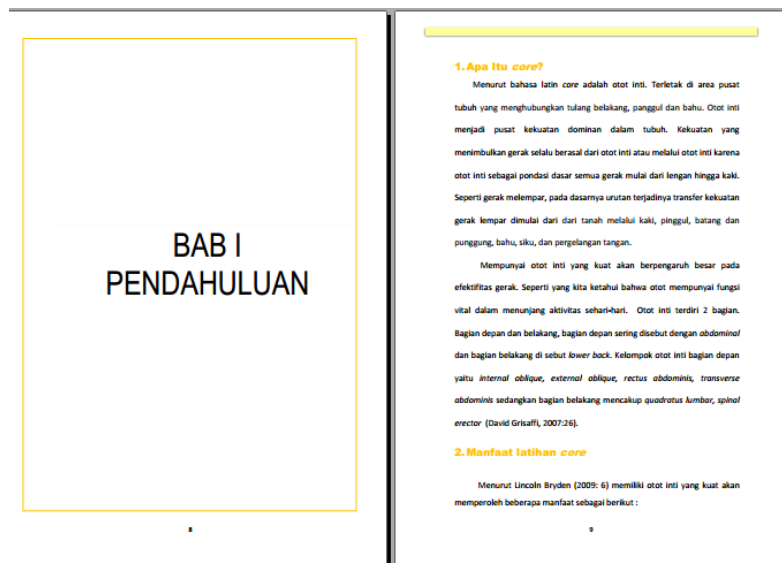 BAB I
PENDAHULUAN
8
1. Apa Itu core?
Menurut bahasa latin core adalah otot inti. Terletak di area pusat
tubuh yang menghubungkan tulang belakang, panggul dan bahu. Otot inti
menjadi pusat kekuatan dominan dalam tubuh. Kekuatan yang
menimbulkan gerak selalu berasal dari otot inti atau melalui otot inti karena
otot inti sebagai pondasi dasar semua gerak mulai dari lengan hingga kaki.
Seperti gerak melempar, pada dasarnya urutan terjadinya transfer kekuatan
gerak lempar dimulai dari dari tanah melalui kaki, pinggul, batang dan
punggung, bahu, siku, dan pergelangan tangan.
Mempunyai otot inti yang kuat akan berpengaruh besar pada
efektifitas gerak. Seperti yang kita ketahui bahwa otot mempunyai fungsi
vital dalam menunjang aktivitas sehari-hari. Otot inti terdiri 2 bagian.
Bagian depan dan belakang, bagian depan sering disebut dengan abdominal
dan bagian belakang di sebut lower back. Kelompok otot inti bagian depan
yaitu internal oblique, external oblique, rectus abdominis, transverse
abdominis sedangkan bagian belakang mencakup quadratus lumbar, spinal
erector (David Grisaffi, 2007:26).
2. Manfaat latihan core
Menurut Lincoln Bryden (2009: 6) memiliki otot inti yang kuat akan
memperoleh beberapa manfaat sebagai berikut :
9